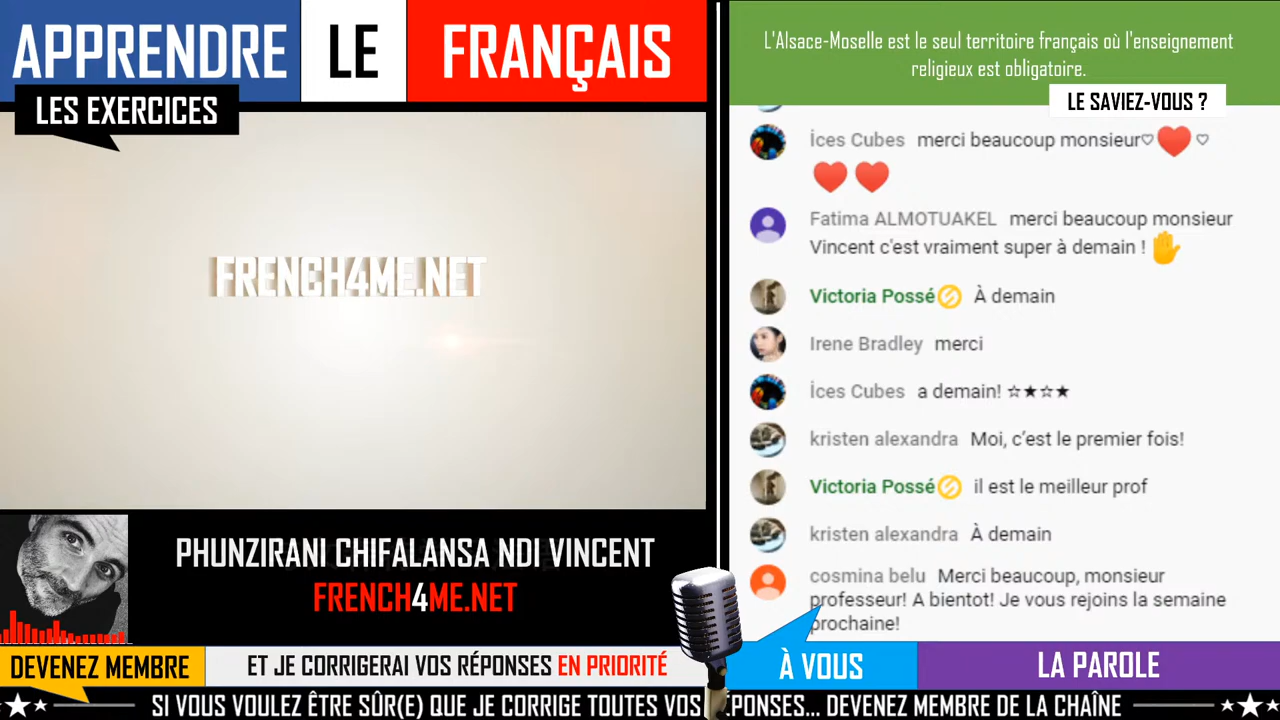 APPRENDRE LE FRANÇAIS
LES EXERCICES
FRENCH4ME.NET
PHUNZIRANI CHIFALANSA NDI VINCENT
FRENCH4ME.NET
DEVENEZ MEMBRE
ET JE CORRIGERAI VOS RÉPONSES EN PRIORITÉ
L'Alsace-Moselle est le seul territoire français où l'enseignement
religieux est obligatoire.
LE SAVIEZ-VOUS ?
İces Cubes merci beaucoup monsieur♡❤️♡
❤️❤️
Fatima ALMOTUAKEL merci beaucoup monsieur
Vincent c'est vraiment super à demain ! ✋
Victoria Possé À demain
Irene Bradley merci
İces Cubes a demain! ☆★☆★
kristen alexandra Moi, c’est le premier fois!
Victoria Possé il est le meilleur prof
kristen alexandra À demain
cosmina belu Merci beaucoup, monsieur
professeur! A bientot! Je vous rejoins la semaine
prochaine!
À VOUS
LA PAROLE
SI VOUS VOULEZ ÊTRE SÛR(E) QUE JE CORRIGE TOUTES VOS RÉPONSES... DEVENEZ MEMBRE DE LA CHAÎNE